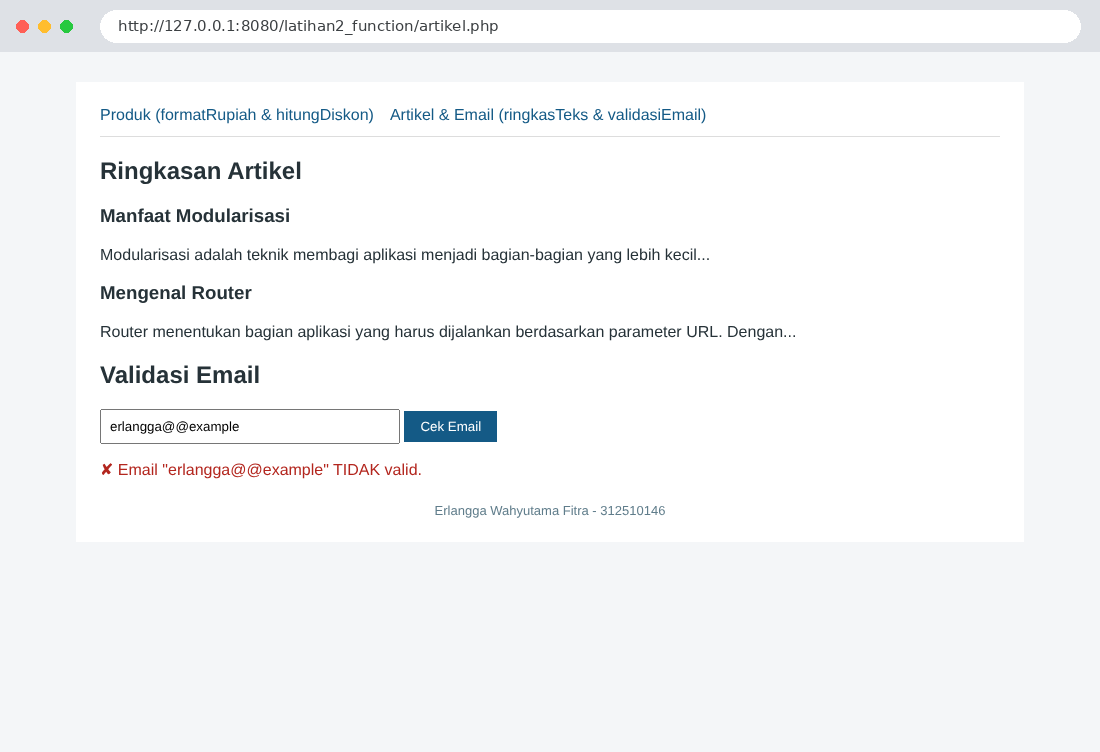 http://127.0.0.1:8080/latihan2_function/artikel.php
Produk (formatRupiah & hitungDiskon) Artikel & Email (ringkasTeks & validasiEmail)
Ringkasan Artikel
Manfaat Modularisasi
Modularisasi adalah teknik membagi aplikasi menjadi bagian-bagian yang lebih kecil...
Mengenal Router
Router menentukan bagian aplikasi yang harus dijalankan berdasarkan parameter URL. Dengan...
Validasi Email
erlangga@@example Cek Email
✘ Email "erlangga@@example" TIDAK valid.
Erlangga Wahyutama Fitra - 312510146